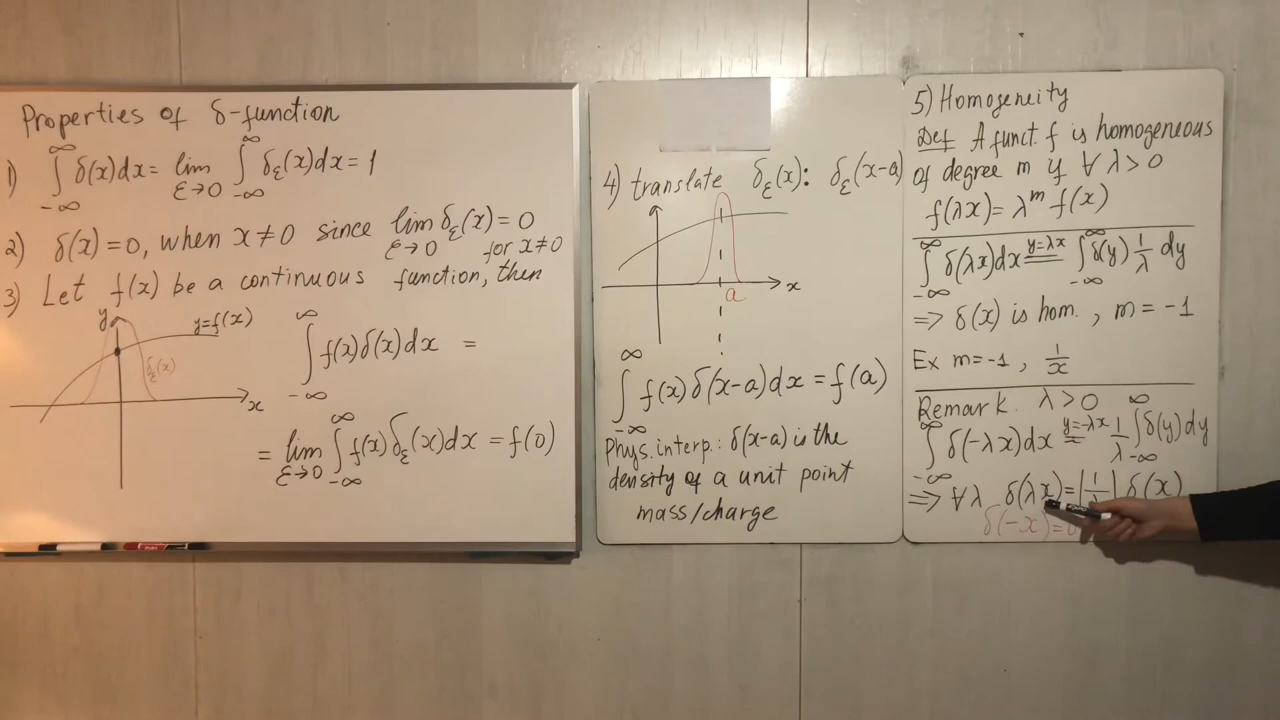 Properties of δ-function
1) ∫_{-∞}^{∞} δ(x)dx = lim_{ε→0} ∫_{-∞}^{∞} δ_ε(x)dx = 1
2) δ(x)=0, when x≠0 since lim_{ε→0} δ_ε(x)=0 for x≠0
3) Let f(x) be a continuous function, then
y
y=f(x)
δ_ε(x)
x
∫_{-∞}^{∞} f(x)δ(x)dx =
= lim_{ε→0} ∫_{-∞}^{∞} f(x)δ_ε(x)dx = f(0)
4) translate δ_ε(x): δ_ε(x-a)
a
x
∫_{-∞}^{∞} f(x)δ(x-a)dx = f(a)
Phys. interp.: δ(x-a) is the
density of a unit point
mass/charge
5) Homogeneity
Def A funct. f is homogeneous
of degree m if ∀ λ>0
f(λx)= λ^m f(x)
∫_{-∞}^{∞} δ(λx)dx y=λx = ∫_{-∞}^{∞} δ(y) 1/λ dy
=> δ(x) is hom., m = -1
Ex m=-1, 1/x
Remark. λ>0
∫_{-∞}^{∞} δ(-λx)dx y=-λx = 1/λ ∫_{-∞}^{∞} δ(y)dy
=> ∀λ δ(λx)=|1/λ| δ(x)
δ(-x)=